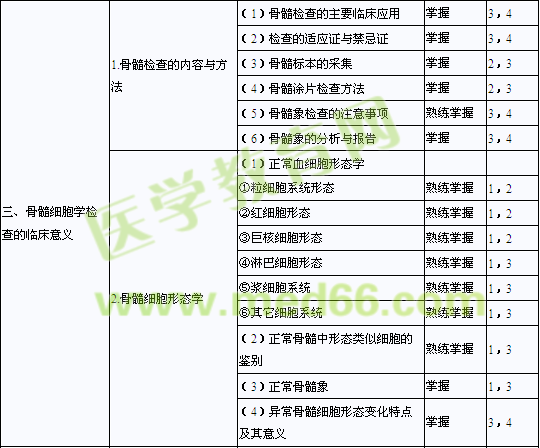 三、骨髓细胞学检
查的临床意义
1.骨髓检查的内容与方
法
（1）骨髓检查的主要临床应用 掌握 3，4
（2）检查的适应证与禁忌证 掌握 3，4
（3）骨髓标本的采集 掌握 2，3
（4）骨髓涂片检查方法 掌握 2，3
（5）骨髓象检查的注意事项 熟练掌握 3，4
（6）骨髓象的分析与报告 掌握 3，4
2.骨髓细胞形态学
（1）正常血细胞形态学
①粒细胞系统形态 熟练掌握 1，2
②红细胞形态 熟练掌握 1，2
③巨核细胞形态 熟练掌握 1，2
④淋巴细胞形态 熟练掌握 1，3
⑤浆细胞系统 熟练掌握 1，3
⑥其它细胞系统 熟练掌握 1，3
（2）正常骨髓中形态类似细胞的
鉴别 熟练掌握 1，3
（3）正常骨髓象 掌握 1，3
（4）异常骨髓细胞形态变化特点
及其意义 掌握 3，4
医学教育网
www.med66.com